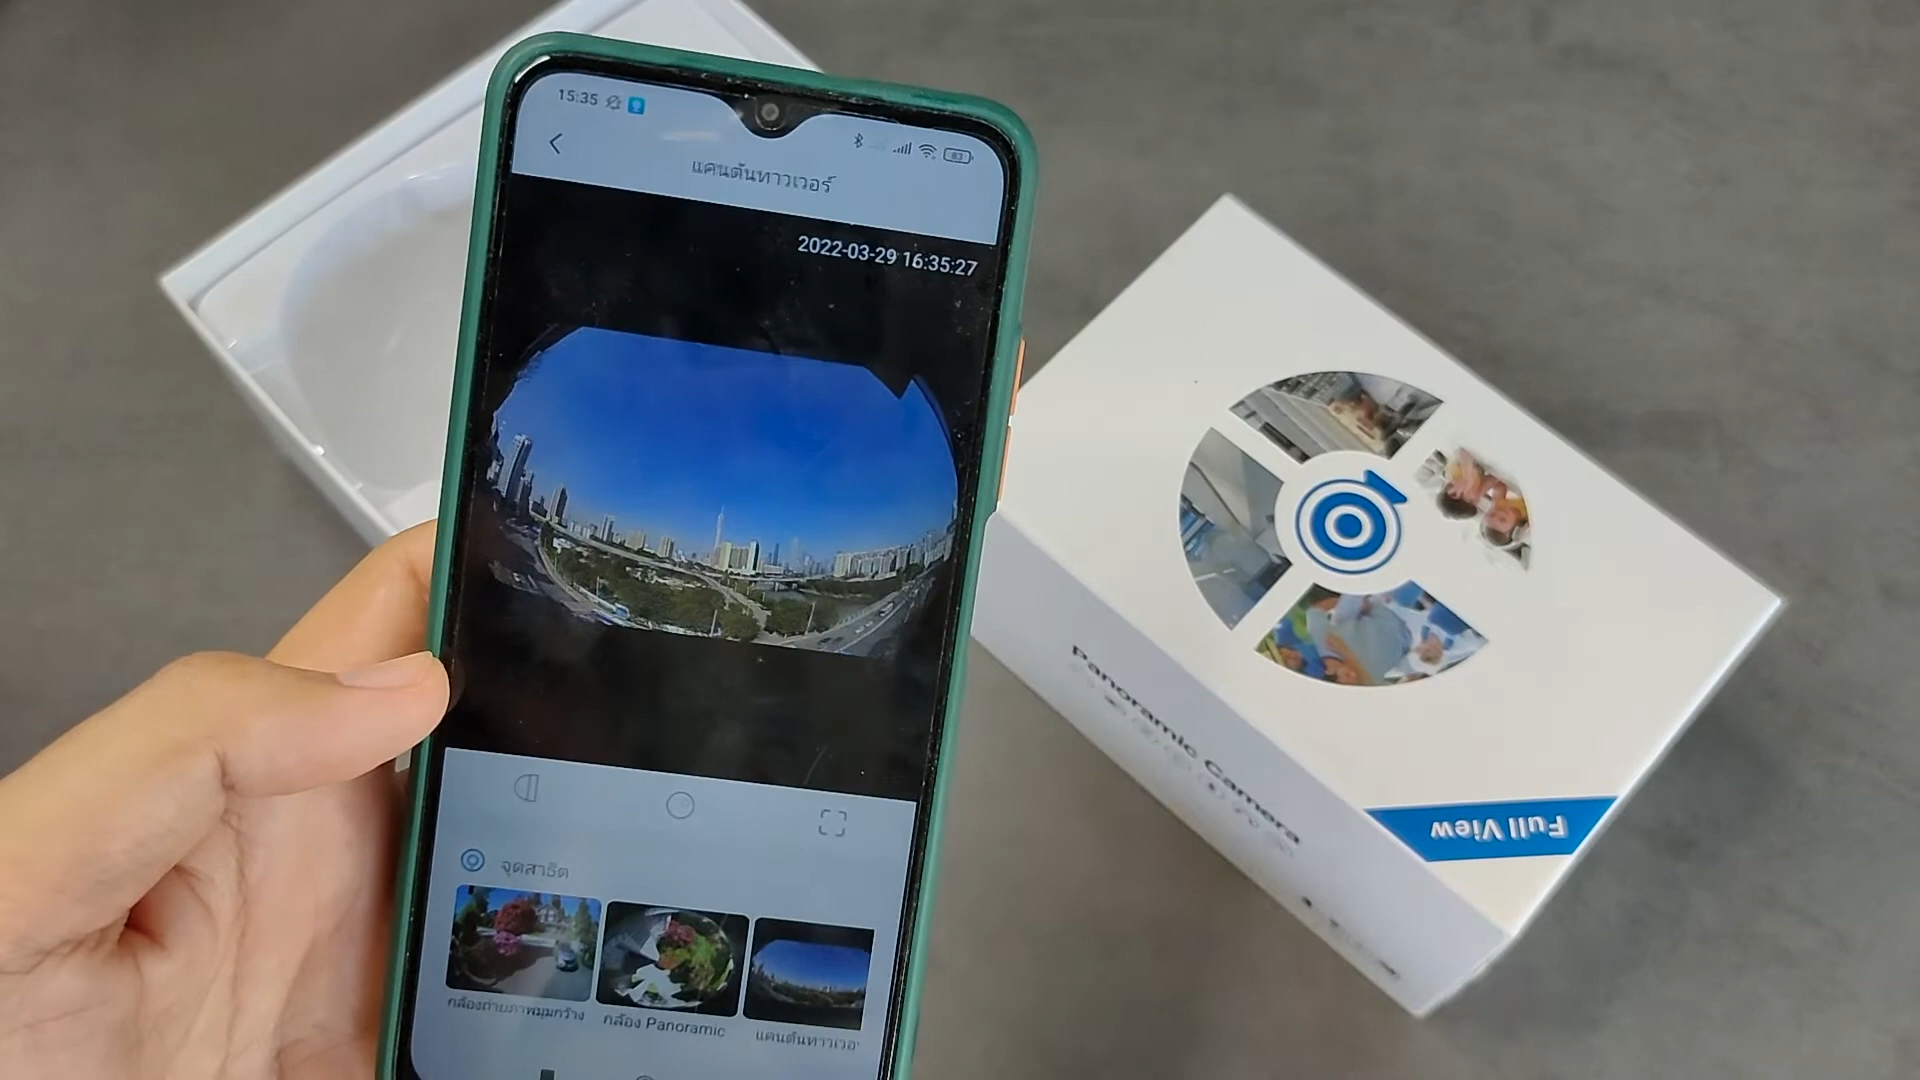 15:35
83
แคนตันทาวเวอร์
2022-03-29 16:35:27
จุดสาธิต
กล้องถ่ายภาพมุมกว้าง
กล้อง Panoramic
แคนตันทาวเวอ
Panoramic Camera
Full View